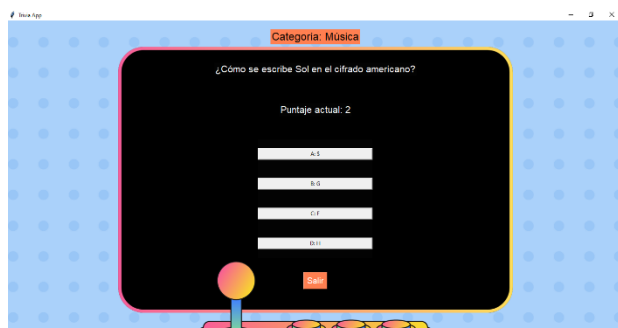 Trivia App
Categoria: Música
¿Cómo se escribe Sol en el cifrado americano?
Puntaje actual: 2
A: S
B: G
C: F
D: H
Salir